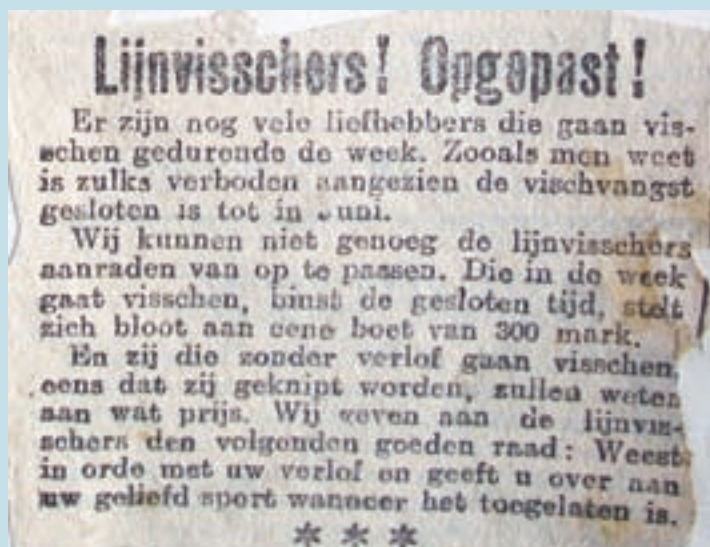 Lijnvisschers! Opgepast!
Er zijn nog vele liefhebbers die gaan vis-
schen gedurende de week. Zooals men weet
is zulks verboden aangezien de vischvangst
gesloten is tot in Juni.
Wij kunnen niet genoeg de lijnvisschers
aanraden van op te passen. Die in de week
gaat visschen, binst de gesloten tijd, stelt
zich bloot aan eene boet van 300 mark.
En zij die zonder verlof gaan visschen,
eens dat zij geknipt worden, zullen weten
aan wat prijs. Wij geven aan de lijnvis-
schers den volgenden goeden raad: Weest
in orde met uw verlof en geeft u over aan
uw geliefd sport wanneer het toegelaten is.
* * *